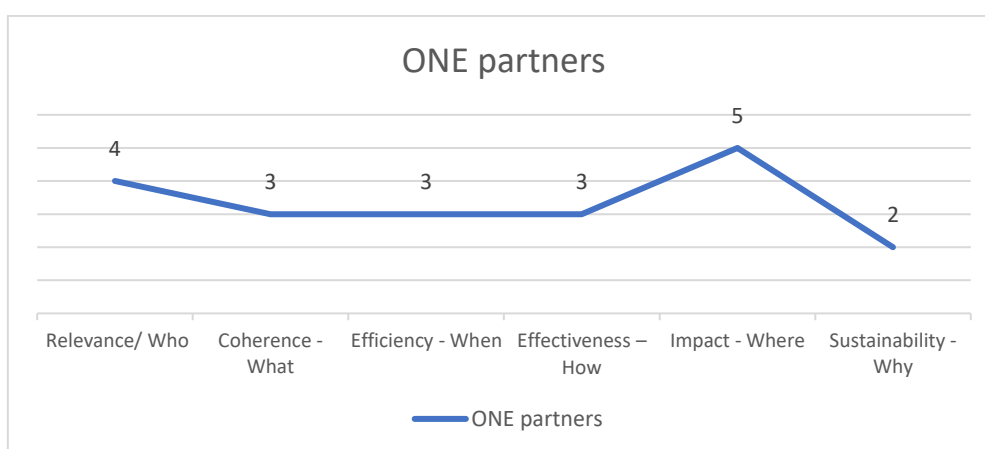 ONE partners
4
3
3
3
5
2
Relevance/ Who
Coherence -
What
Efficiency - When
Effectiveness –
How
Impact - Where
Sustainability -
Why
ONE partners